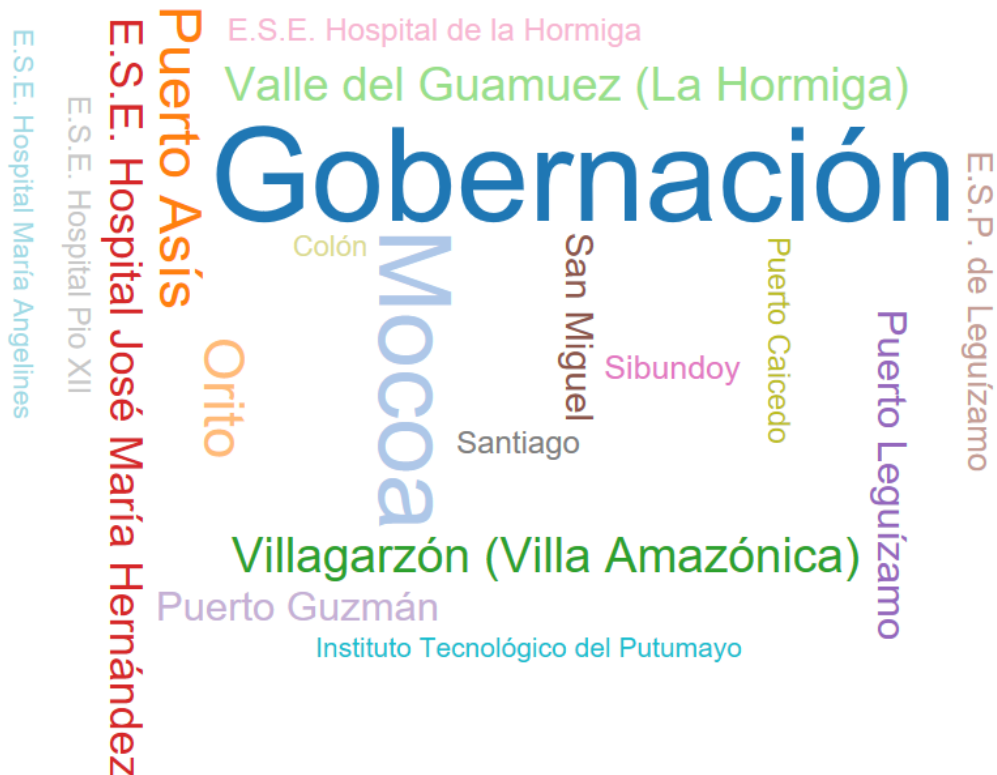 E.S.E. Hospital María Angelines
E.S.E. Hospital Pio XII
E.S.E. Hospital José María Hernández
Puerto Asís
E.S.E. Hospital de la Hormiga
Valle del Guamuez (La Hormiga)
Gobernación
Colón
Mocoa
San Miguel
Puerto Caicedo
E.S.P. de Leguízamo
Orito
Sibundoy
Puerto Leguízamo
Santiago
Villagarzón (Villa Amazónica)
Puerto Guzmán
Instituto Tecnológico del Putumayo